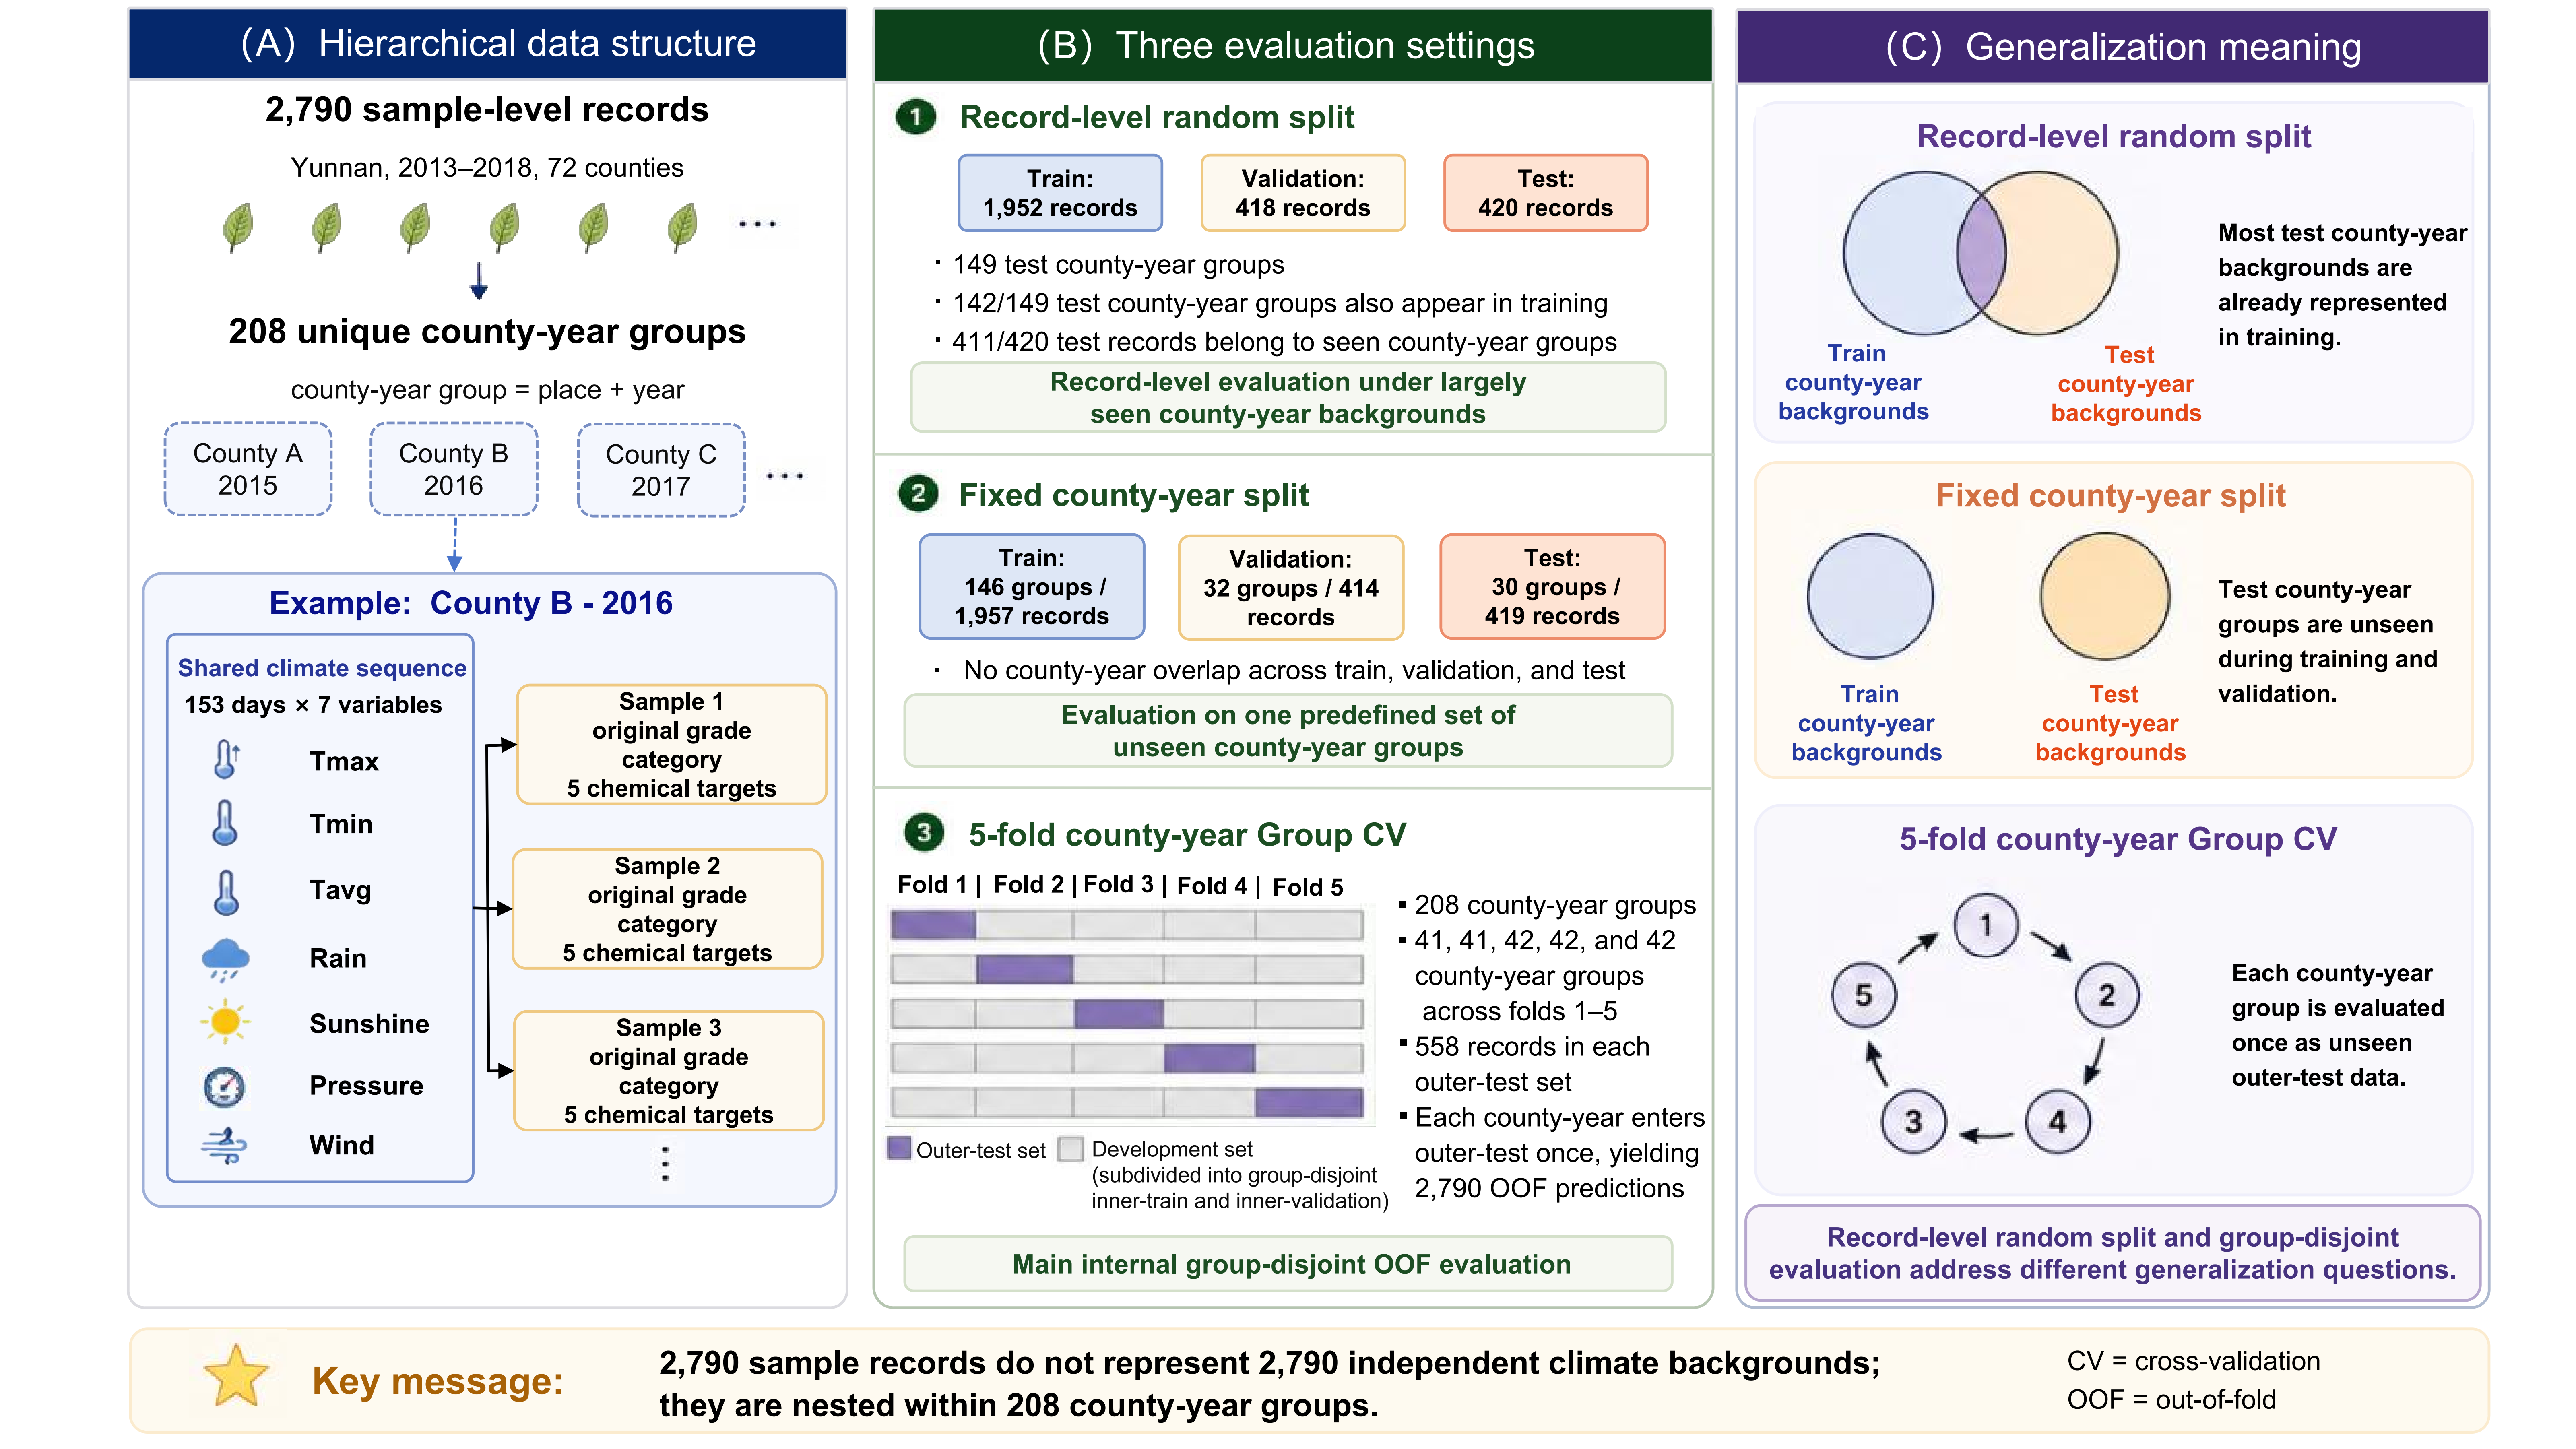 (A) Hierarchical data structure
2,790 sample-level records
Yunnan, 2013–2018, 72 counties
...
208 unique county-year groups
county-year group = place + year
County A
2015
County B
2016
County C
2017
...
Example: County B - 2016
Shared climate sequence
153 days × 7 variables
Tmax
Tmin
Tavg
Rain
Sunshine
Pressure
Wind
Sample 1
original grade
category
5 chemical targets
Sample 2
original grade
category
5 chemical targets
Sample 3
original grade
category
5 chemical targets
⋮
(B) Three evaluation settings
1 Record-level random split
Train:
1,952 records
Validation:
418 records
Test:
420 records
· 149 test county-year groups
· 142/149 test county-year groups also appear in training
· 411/420 test records belong to seen county-year groups
Record-level evaluation under largely
seen county-year backgrounds
2 Fixed county-year split
Train:
146 groups /
1,957 records
Validation:
32 groups / 414
records
Test:
30 groups /
419 records
· No county-year overlap across train, validation, and test
Evaluation on one predefined set of
unseen county-year groups
3 5-fold county-year Group CV
Fold 1 | Fold 2 | Fold 3 | Fold 4 | Fold 5
Outer-test set
Development set
(subdivided into group-disjoint
inner-train and inner-validation)
▪ 208 county-year groups
▪ 41, 41, 42, 42, and 42
county-year groups
across folds 1–5
▪ 558 records in each
outer-test set
▪ Each county-year enters
outer-test once, yielding
2,790 OOF predictions
Main internal group-disjoint OOF evaluation
(C) Generalization meaning
Record-level random split
Train
county-year
backgrounds
Test
county-year
backgrounds
Most test county-year
backgrounds are
already represented
in training.
Fixed county-year split
Train
county-year
backgrounds
Test
county-year
backgrounds
Test county-year
groups are unseen
during training and
validation.
5-fold county-year Group CV
1
2
4
3
5
Each county-year
group is evaluated
once as unseen
outer-test data.
Record-level random split and group-disjoint
evaluation address different generalization questions.
Key message:
2,790 sample records do not represent 2,790 independent climate backgrounds;
they are nested within 208 county-year groups.
CV = cross-validation
OOF = out-of-fold